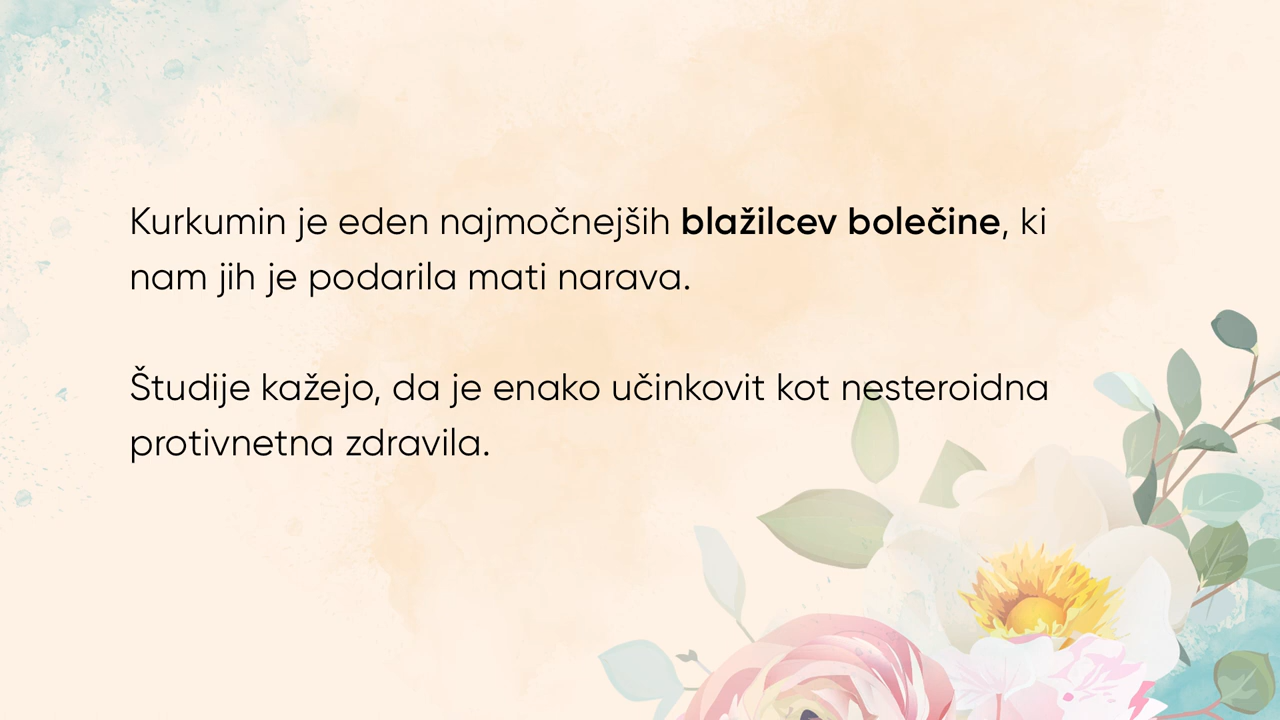 Kurkumin je eden najmočnejših blažilcev bolečine, ki
nam jih je podarila mati narava.
Študije kažejo, da je enako učinkovit kot nesteroidna
protivnetna zdravila.